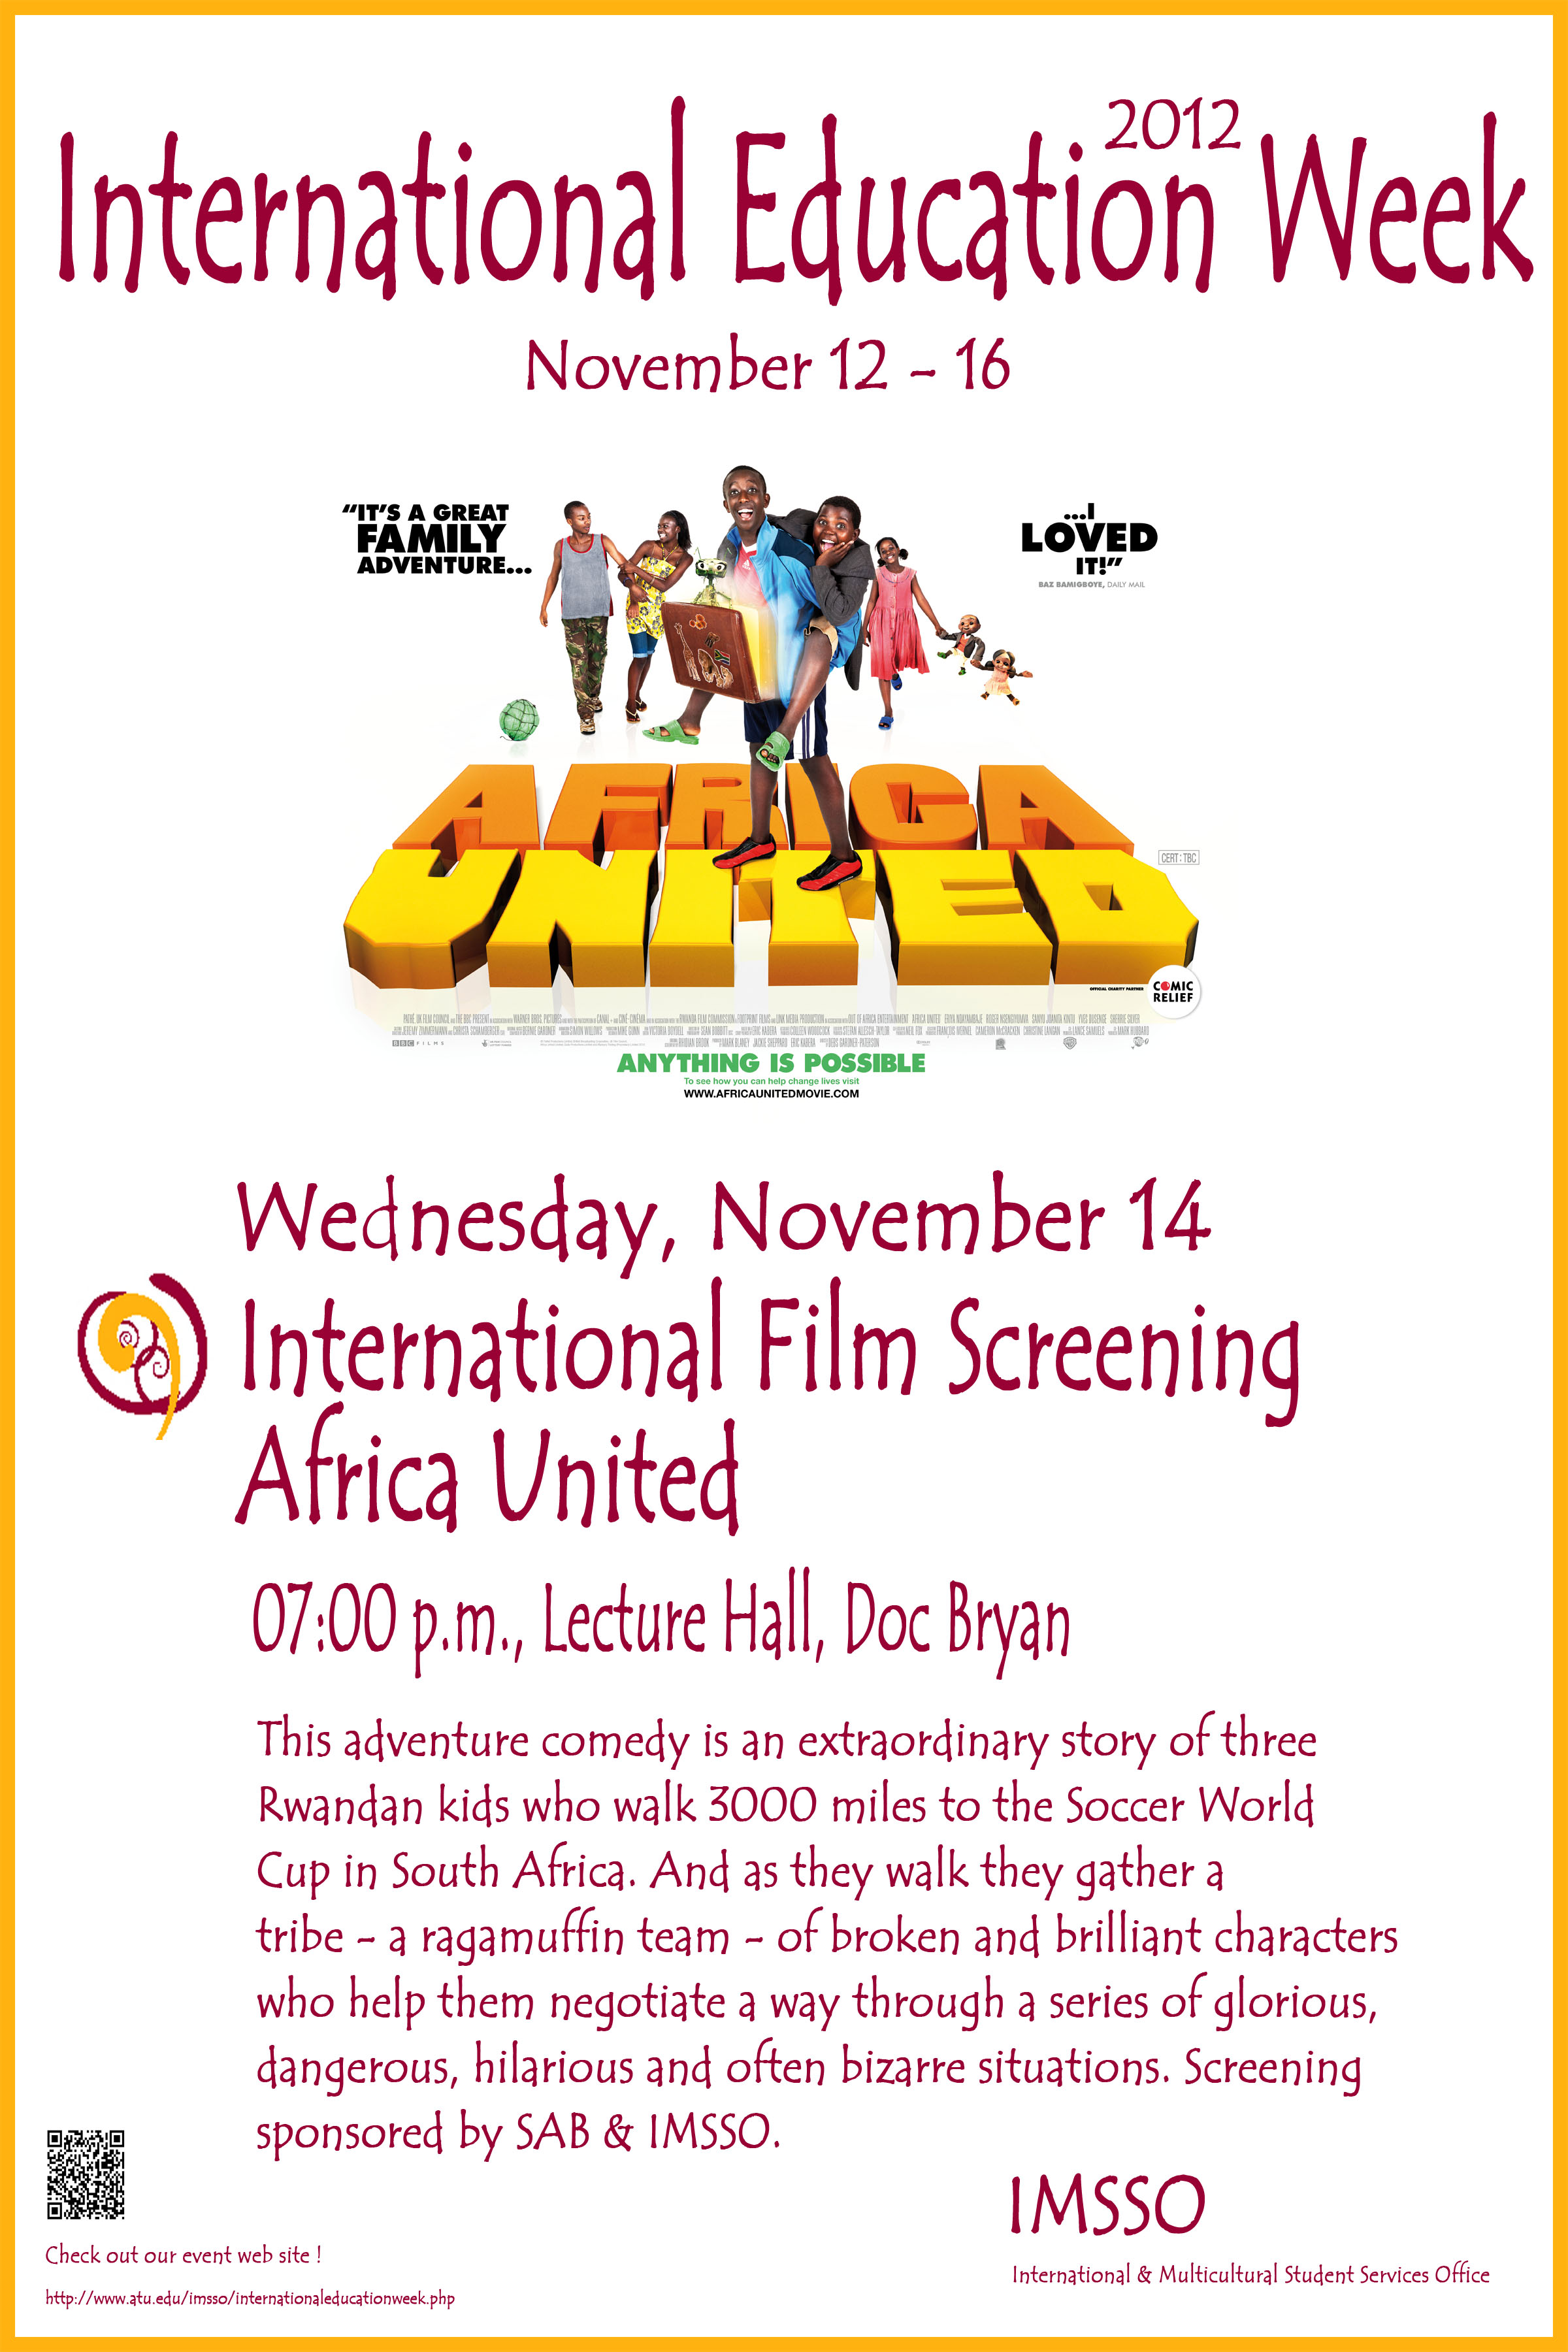 2012
International Education Week
November 12 - 16
“IT’S A GREAT
FAMILY
ADVENTURE...
...I
LOVED
IT!”
BAZ BAMIGBOYE, DAILY MAIL
AFRICA
UNITED
CERT: TBC
OFFICIAL CHARITY PARTNER
COMIC
RELIEF
BBC FILMS
ANYTHING IS POSSIBLE
To see how you can help change lives visit
WWW.AFRICAUNITEDMOVIE.COM
Wednesday, November 14
International Film Screening
Africa United
07:00 p.m., Lecture Hall, Doc Bryan
This adventure comedy is an extraordinary story of three
Rwandan kids who walk 3000 miles to the Soccer World
Cup in South Africa. And as they walk they gather a
tribe - a ragamuffin team - of broken and brilliant characters
who help them negotiate a way through a series of glorious,
dangerous, hilarious and often bizarre situations. Screening
sponsored by SAB & IMSSO.
IMSSO
International & Multicultural Student Services Office
Check out our event web site !
http://www.atu.edu/imsso/internationaleducationweek.php